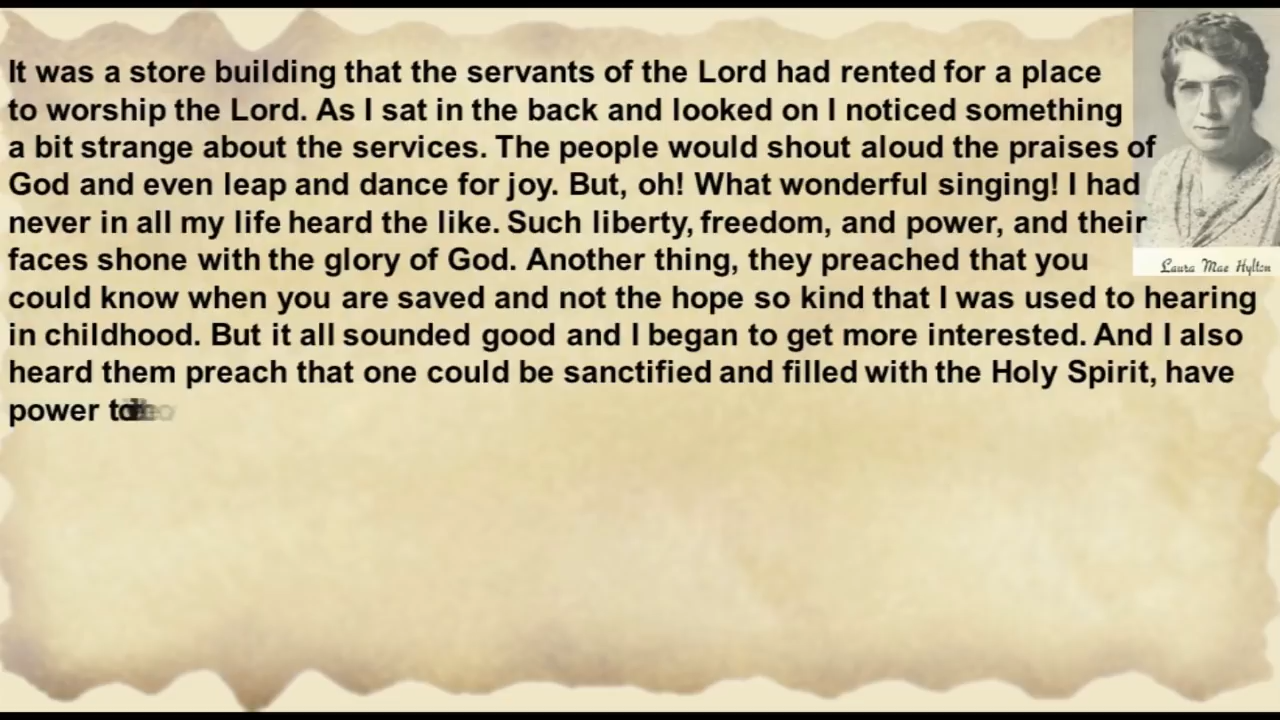 It was a store building that the servants of the Lord had rented for a place
to worship the Lord. As I sat in the back and looked on I noticed something
a bit strange about the services. The people would shout aloud the praises of
God and even leap and dance for joy. But, oh! What wonderful singing! I had
never in all my life heard the like. Such liberty, freedom, and power, and their
faces shone with the glory of God. Another thing, they preached that you
could know when you are saved and not the hope so kind that I was used to hearing
in childhood. But it all sounded good and I began to get more interested. And I also
heard them preach that one could be sanctified and filled with the Holy Spirit, have
power
Laura Mae Hylton